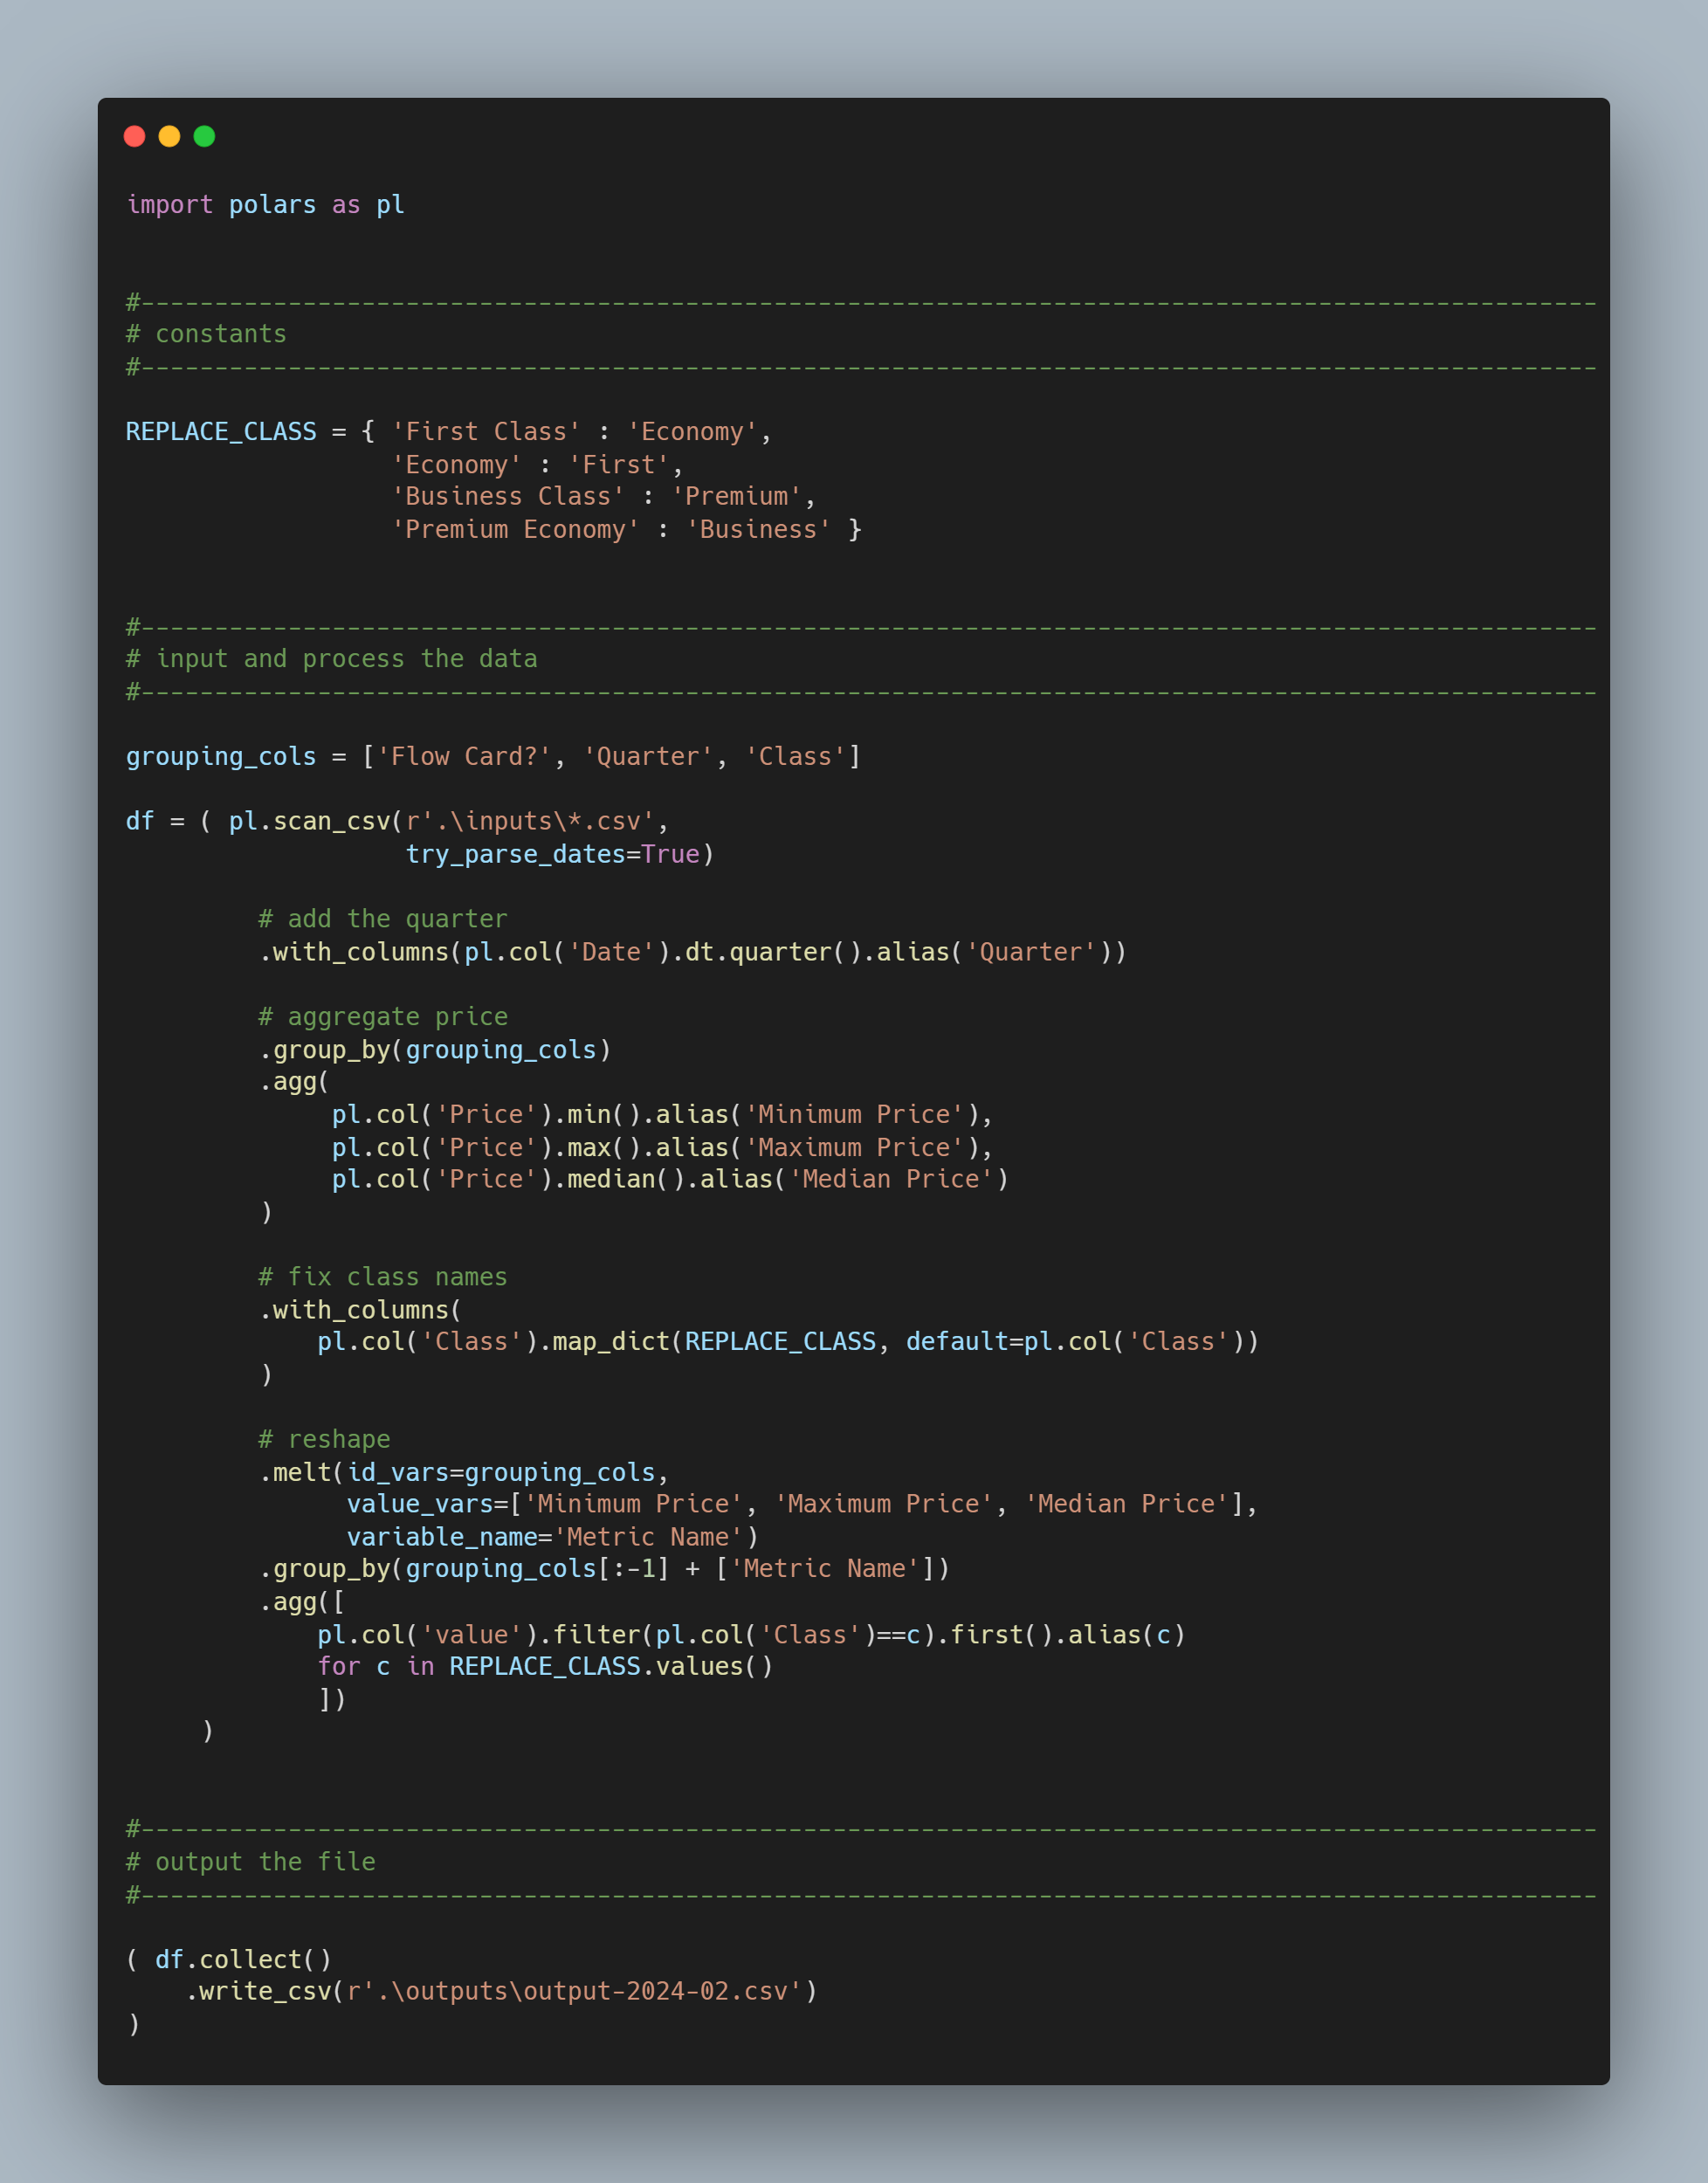 import polars as pl
#---------------------------------------------------------------------------------------------------
# constants
#---------------------------------------------------------------------------------------------------
REPLACE_CLASS = { 'First Class' : 'Economy',
                  'Economy' : 'First',
                  'Business Class' : 'Premium',
                  'Premium Economy' : 'Business' }
#---------------------------------------------------------------------------------------------------
# input and process the data
#---------------------------------------------------------------------------------------------------
grouping_cols = ['Flow Card?', 'Quarter', 'Class']
df = ( pl.scan_csv(r'.\inputs\*.csv',
                   try_parse_dates=True)
         # add the quarter
         .with_columns(pl.col('Date').dt.quarter().alias('Quarter'))
         # aggregate price
         .group_by(grouping_cols)
         .agg(
              pl.col('Price').min().alias('Minimum Price'),
              pl.col('Price').max().alias('Maximum Price'),
              pl.col('Price').median().alias('Median Price')
         )
         # fix class names
         .with_columns(
             pl.col('Class').map_dict(REPLACE_CLASS, default=pl.col('Class'))
         )
         # reshape
         .melt(id_vars=grouping_cols,
               value_vars=['Minimum Price', 'Maximum Price', 'Median Price'],
               variable_name='Metric Name')
         .group_by(grouping_cols[:-1] + ['Metric Name'])
         .agg([
             pl.col('value').filter(pl.col('Class')==c).first().alias(c)
             for c in REPLACE_CLASS.values()
             ])
     )
#---------------------------------------------------------------------------------------------------
# output the file
#---------------------------------------------------------------------------------------------------
( df.collect()
    .write_csv(r'.\outputs\output-2024-02.csv')
)